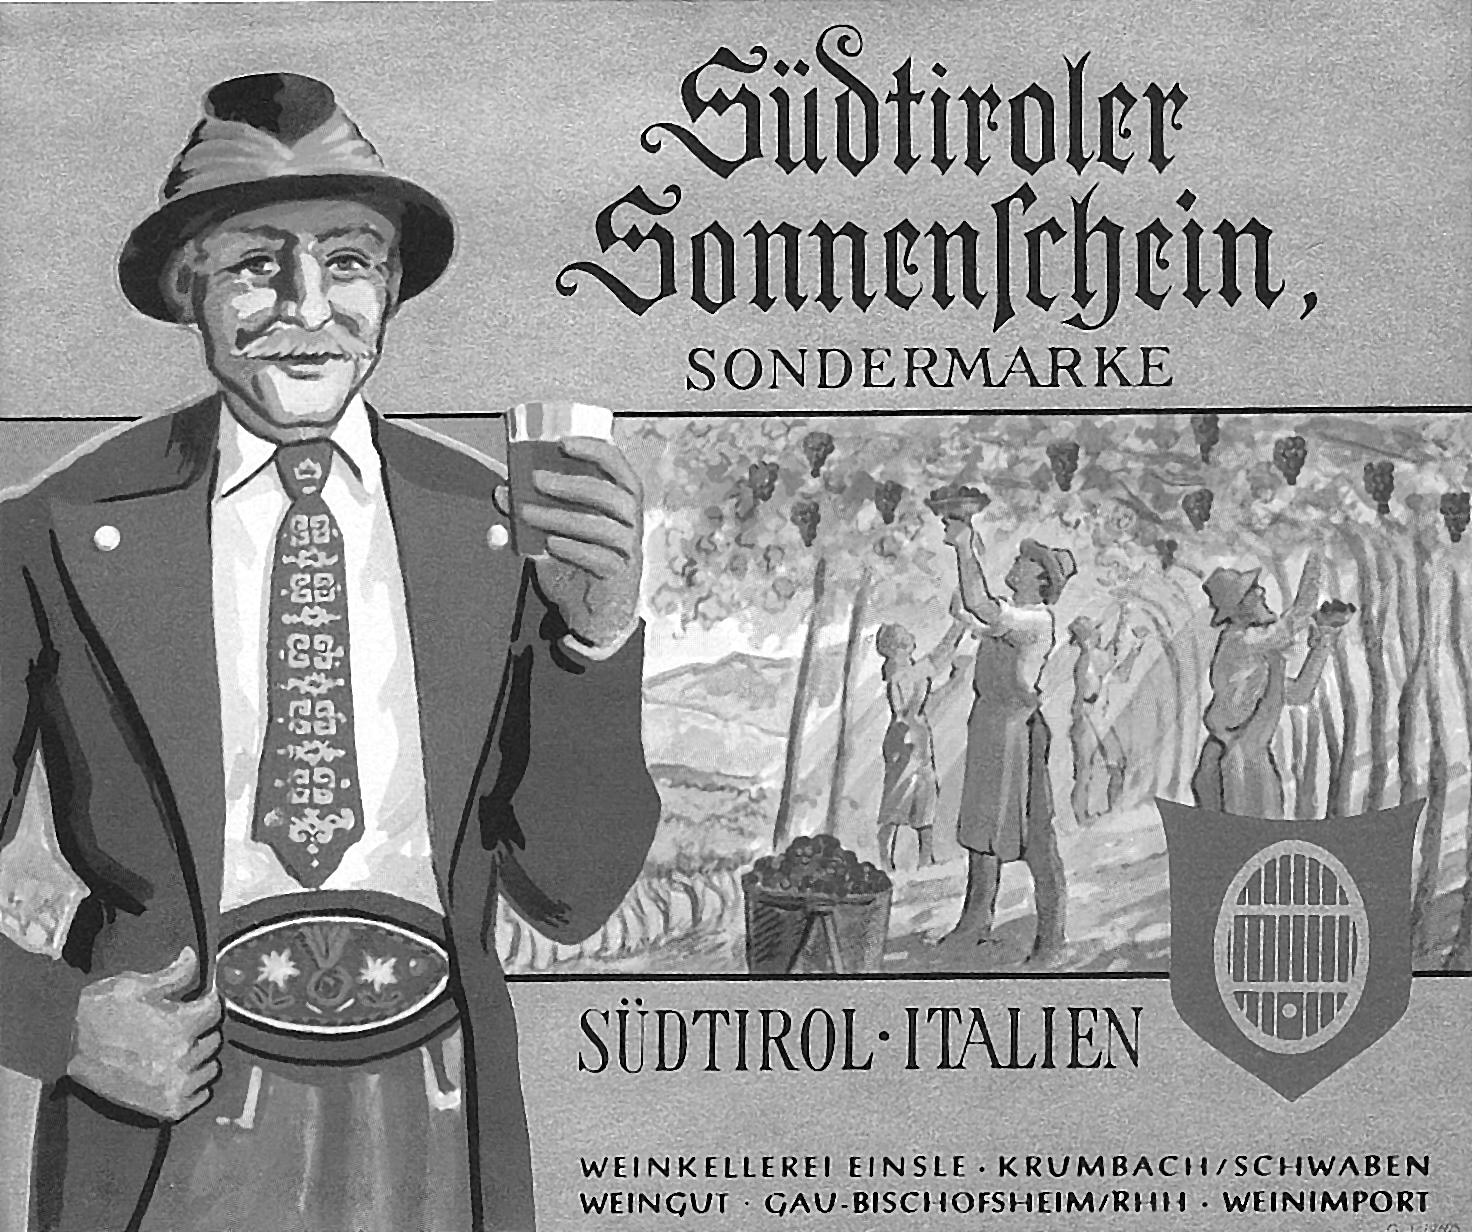 Südtiroler
Sonnenſchein,
SONDERMARKE
SÜDTIROL·ITALIEN
WEINKELLEREI EINSLE · KRUMBACH/SCHWABEN
WEINGUT · GAU-BISCHOFSHEIM/RHH · WEINIMPORT